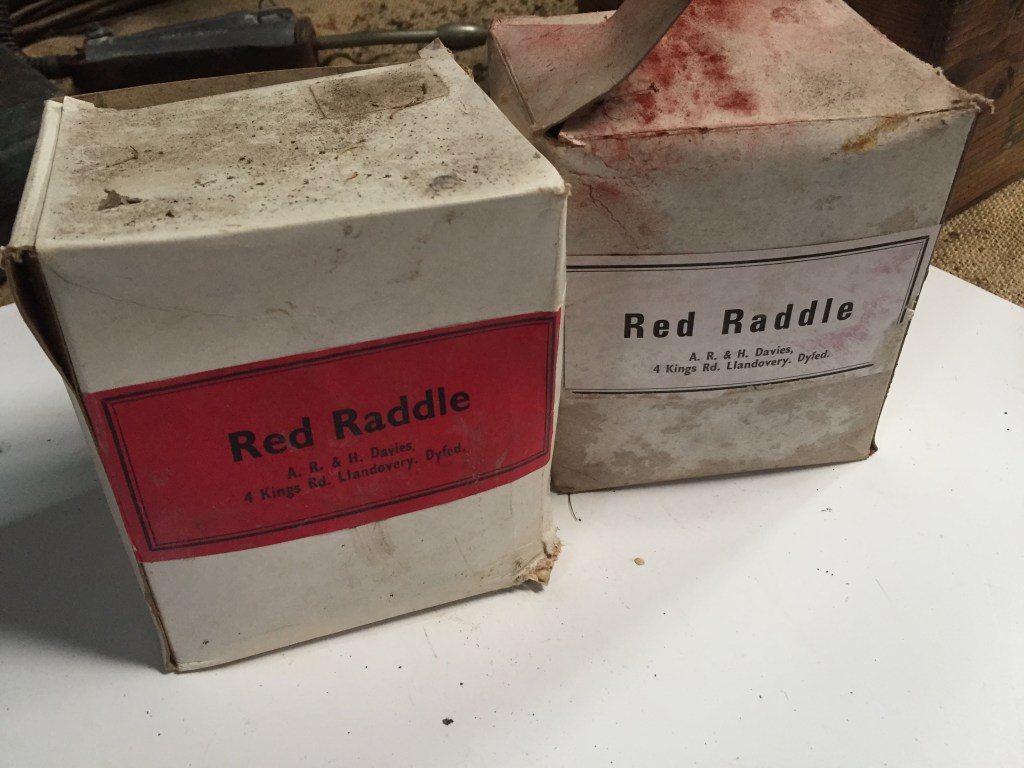 Red Raddle
A. R. & H. Davies,
4 Kings Rd. Llandovery. Dyfed.
Red Raddle
A. R. & H. Davies,
4 Kings Rd. Llandovery. Dyfed.